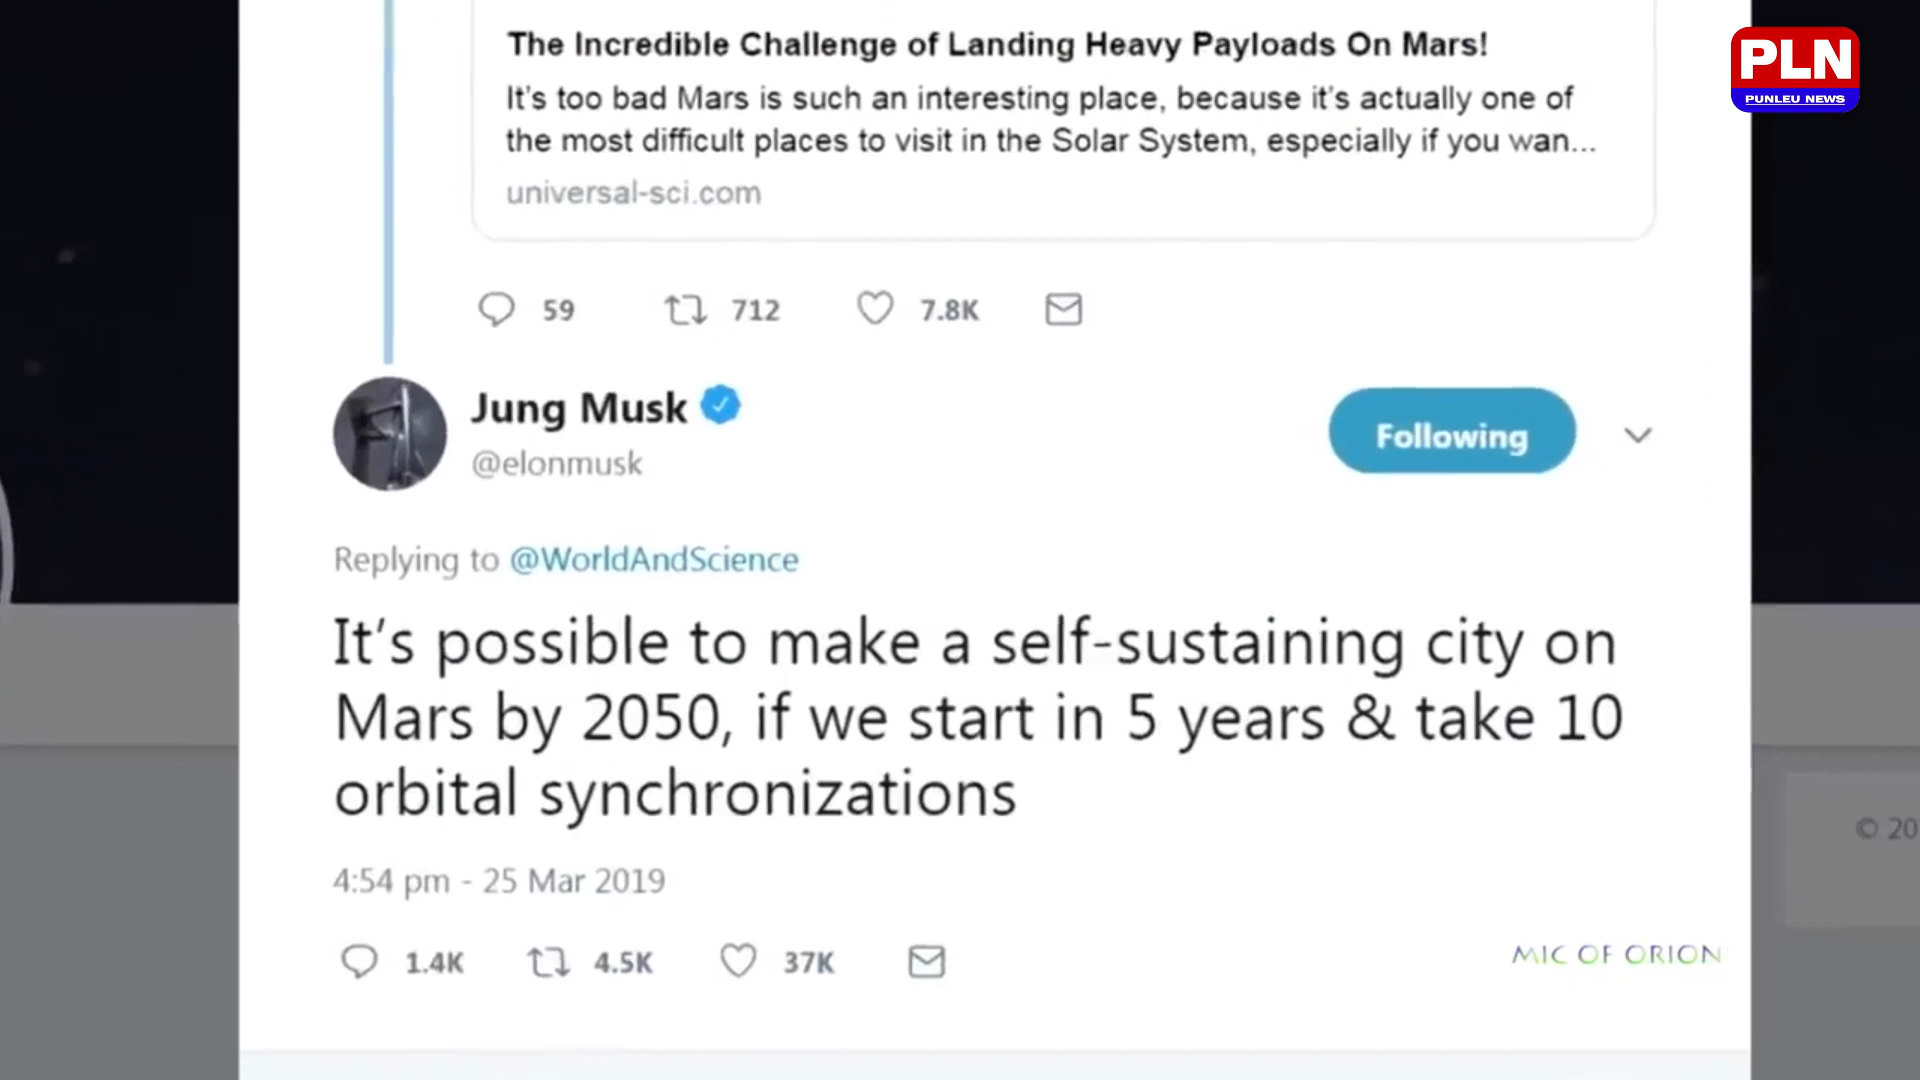 The Incredible Challenge of Landing Heavy Payloads On Mars!
It's too bad Mars is such an interesting place, because it's actually one of
the most difficult places to visit in the Solar System, especially if you wan...
universal-sci.com
PLN
PUNLEU NEWS
59 712 7.8K
Jung Musk
@elonmusk
Following
Replying to @WorldAndScience
It's possible to make a self-sustaining city on
Mars by 2050, if we start in 5 years & take 10
orbital synchronizations
4:54 pm - 25 Mar 2019
1.4K 4.5K 37K
MIC OF ORION
© 20